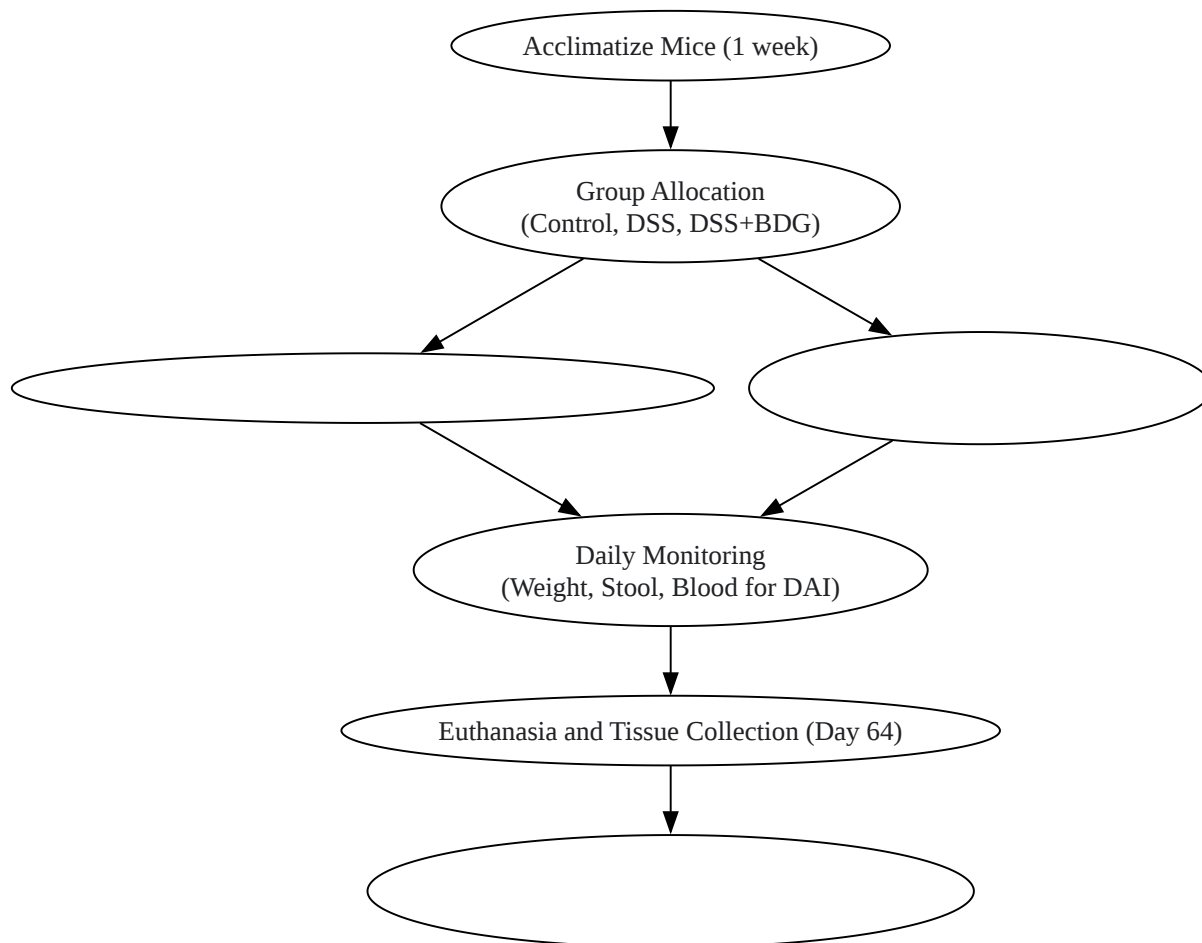 Acclimatize Mice (1 week)
Group Allocation
(Control, DSS, DSS+BDG)
Daily Monitoring
(Weight, Stool, Blood for DAI)
Euthanasia and Tissue Collection (Day 64)